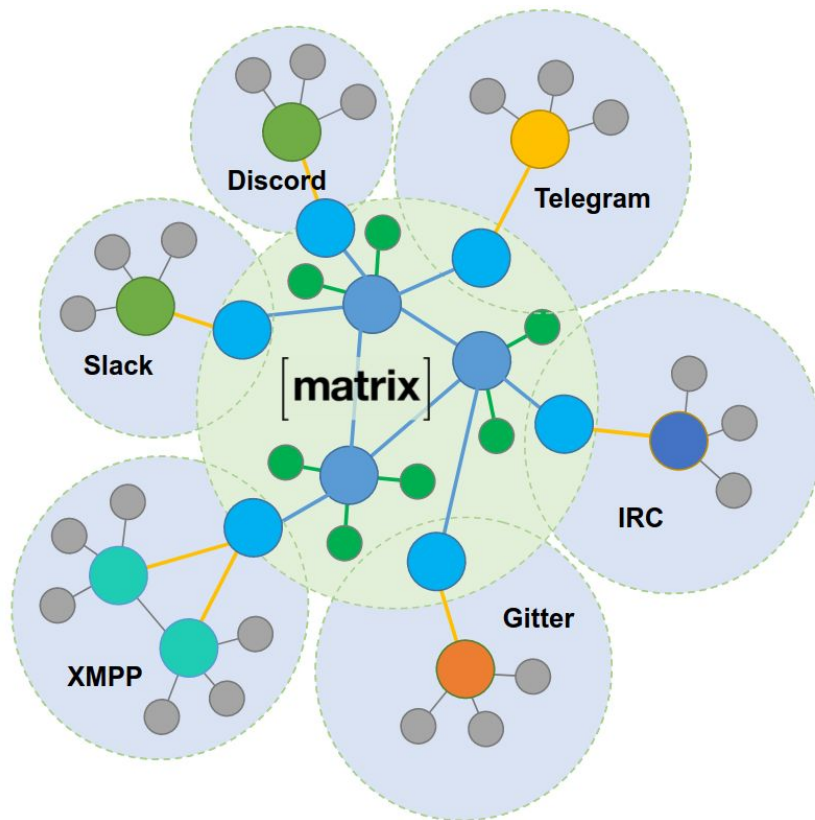 Discord
Telegram
Slack
[matrix]
IRC
Gitter
XMPP